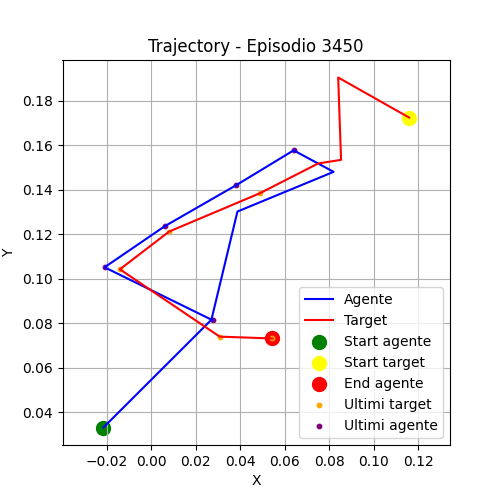 Trajectory - Episodio 3450
0.18
0.16
0.14
0.12
0.10
0.08
0.06
0.04
Y
−0.02 0.00 0.02 0.04 0.06 0.08 0.10 0.12
X
Agente
Target
Start agente
Start target
End agente
Ultimi target
Ultimi agente